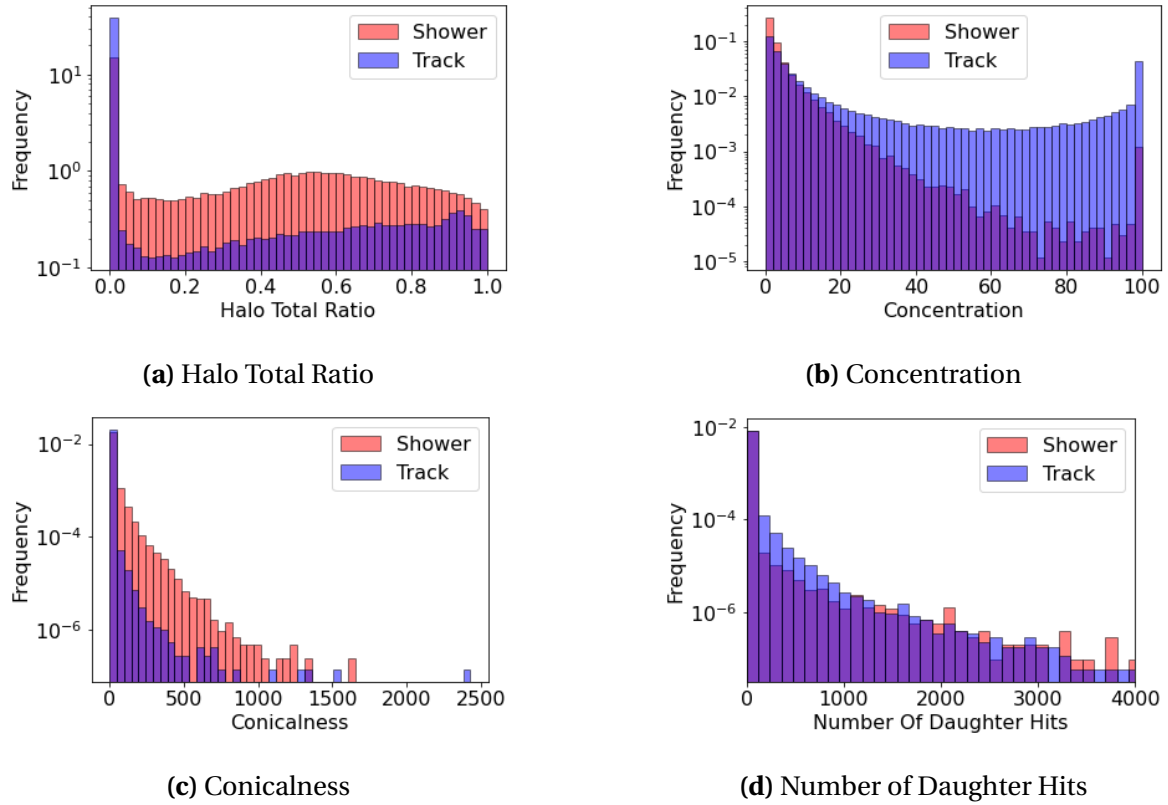 Shower
Track
Frequency
10¹
10⁰
10⁻¹
0.0 0.2 0.4 0.6 0.8 1.0
Halo Total Ratio
(a) Halo Total Ratio
Shower
Track
Frequency
10⁻¹
10⁻²
10⁻³
10⁻⁴
10⁻⁵
0 20 40 60 80 100
Concentration
(b) Concentration
Shower
Track
Frequency
10⁻²
10⁻⁴
10⁻⁶
0 500 1000 1500 2000 2500
Conicalness
(c) Conicalness
Shower
Track
Frequency
10⁻²
10⁻⁴
10⁻⁶
0 1000 2000 3000 4000
Number Of Daughter Hits
(d) Number of Daughter Hits